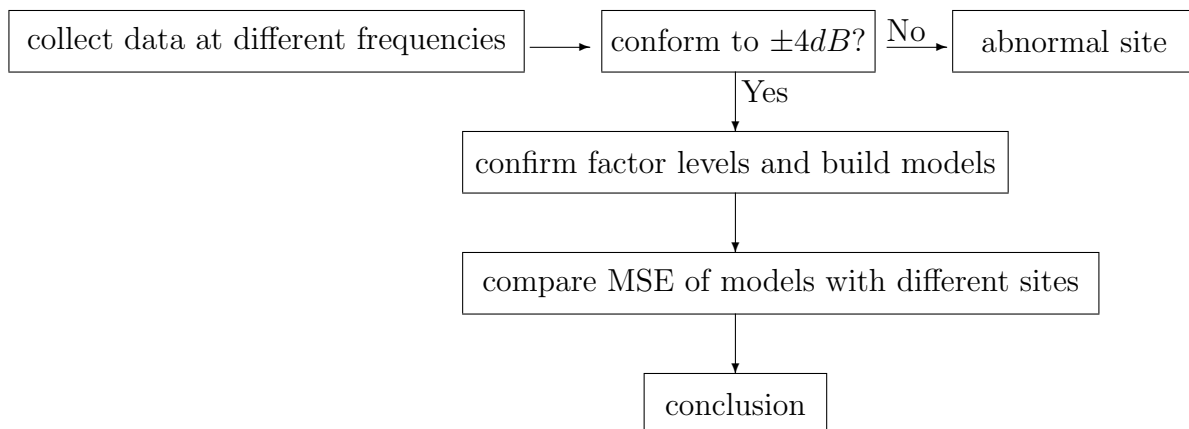 collect data at different frequencies
conform to ±4dB?
No
abnormal site
Yes
confirm factor levels and build models
compare MSE of models with different sites
conclusion